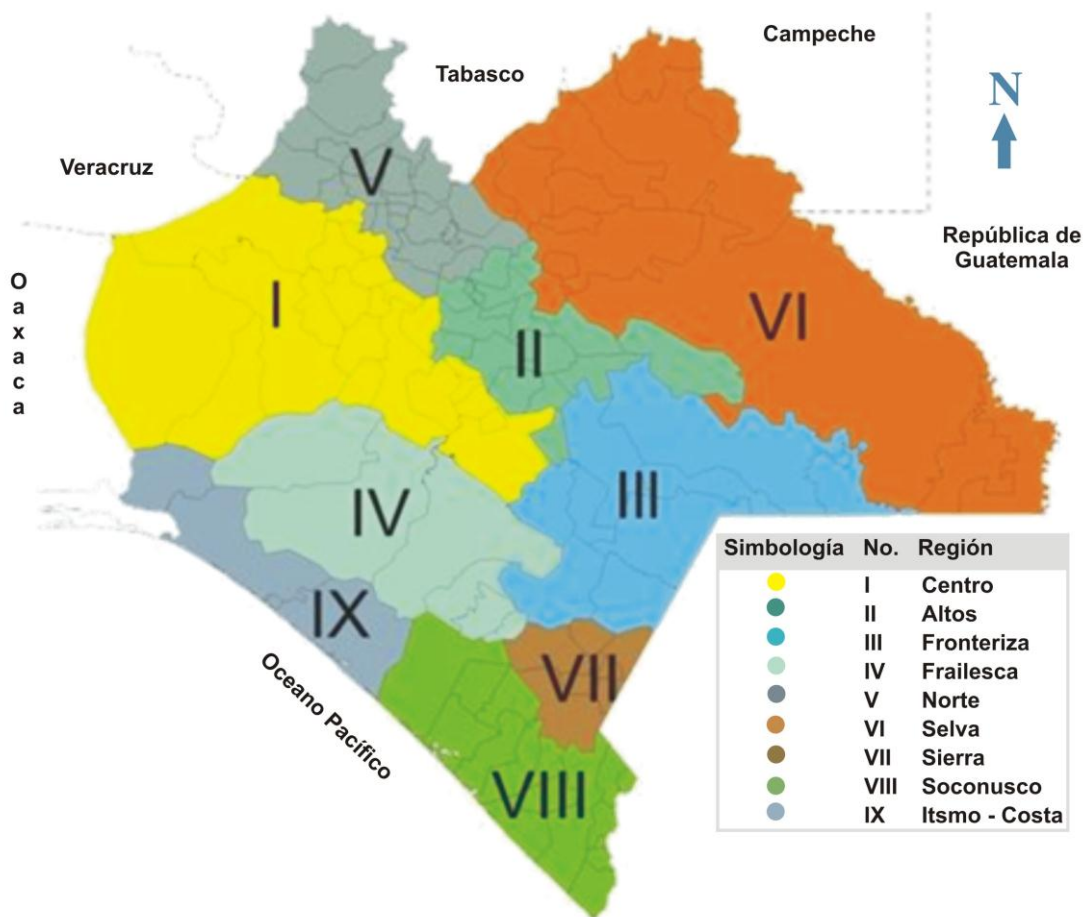 Campeche
Tabasco
N
Veracruz
V
República de
Guatemala
Oaxaca
I
VI
II
III
IV
IX
VII
VIII
Oceano Pacífico
Simbología No. Región
I Centro
II Altos
III Fronteriza
IV Frailesca
V Norte
VI Selva
VII Sierra
VIII Soconusco
IX Itsmo - Costa